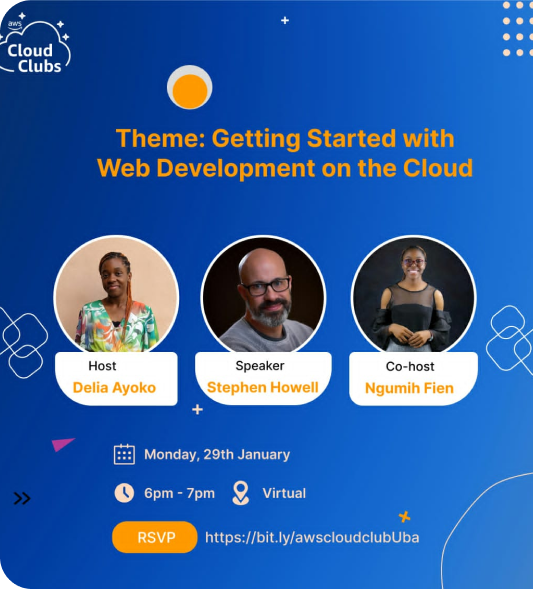 aws
Cloud
Clubs
Theme: Getting Started with
Web Development on the Cloud
Host
Delia Ayoko
Speaker
Stephen Howell
Co-host
Ngumih Fien
Monday, 29th January
6pm - 7pm Virtual
RSVP https://bit.ly/awscloudclubUba